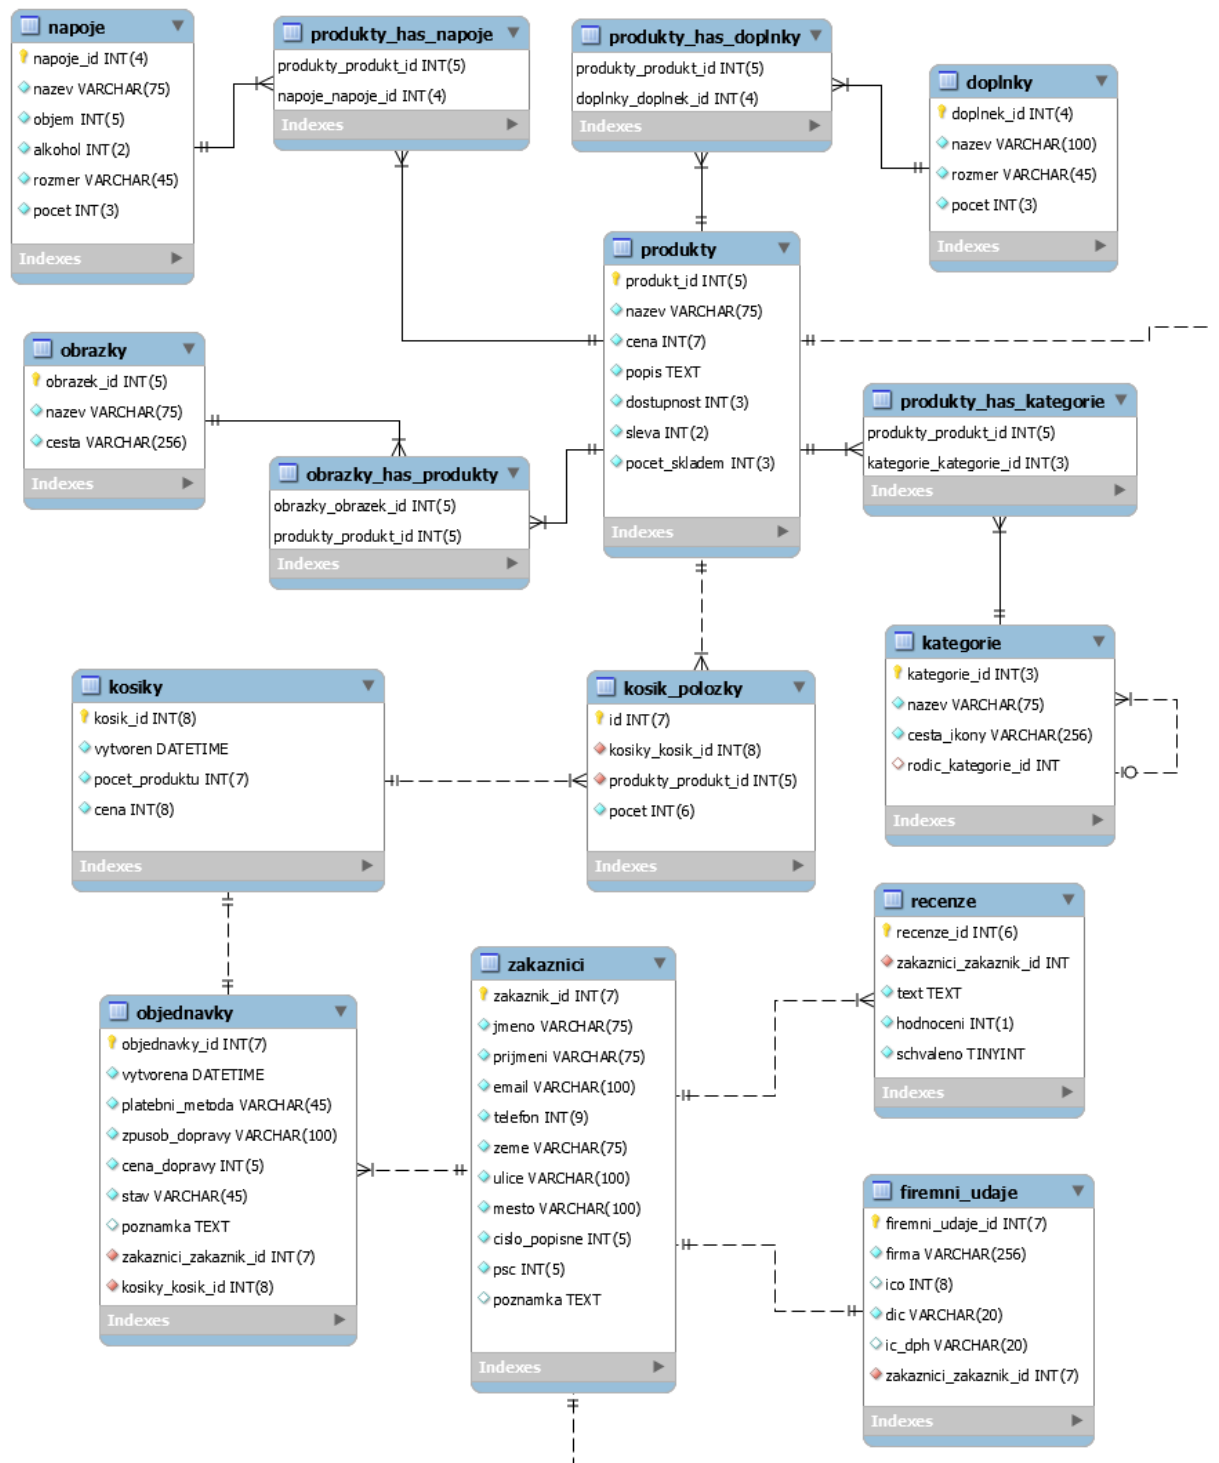 napoje
napoje_id INT(4)
nazev VARCHAR(75)
objem INT(5)
alkohol INT(2)
rozmer VARCHAR(45)
pocet INT(3)
Indexes
produkty_has_napoje
produkty_produkt_id INT(5)
napoje_napoje_id INT(4)
Indexes
produkty_has_doplnky
produkty_produkt_id INT(5)
doplnky_doplnek_id INT(4)
Indexes
doplnky
doplnek_id INT(4)
nazev VARCHAR(100)
rozmer VARCHAR(45)
pocet INT(3)
Indexes
produkty
produkt_id INT(5)
nazev VARCHAR(75)
cena INT(7)
popis TEXT
dostupnost INT(3)
sleva INT(2)
pocet_skladem INT(3)
Indexes
obrazky
obrazek_id INT(5)
nazev VARCHAR(75)
cesta VARCHAR(256)
Indexes
obrazky_has_produkty
obrazky_obrazek_id INT(5)
produkty_produkt_id INT(5)
Indexes
produkty_has_kategorie
produkty_produkt_id INT(5)
kategorie_kategorie_id INT(3)
Indexes
kategorie
kategorie_id INT(3)
nazev VARCHAR(75)
cesta_ikony VARCHAR(256)
rodic_kategorie_id INT
Indexes
kosiky
kosik_id INT(8)
vytvoren DATETIME
pocet_produktu INT(7)
cena INT(8)
Indexes
kosik_polozky
id INT(7)
kosiky_kosik_id INT(8)
produkty_produkt_id INT(5)
pocet INT(6)
Indexes
recenze
recenze_id INT(6)
zakaznici_zakaznik_id INT
text TEXT
hodnoceni INT(1)
schvaleno TINYINT
Indexes
zakaznici
zakaznik_id INT(7)
jmeno VARCHAR(75)
prijmeni VARCHAR(75)
email VARCHAR(100)
telefon INT(9)
zeme VARCHAR(75)
ulice VARCHAR(100)
mesto VARCHAR(100)
cislo_popisne INT(5)
psc INT(5)
poznamka TEXT
Indexes
objednavky
objednavky_id INT(7)
vytvorena DATETIME
platebni_metoda VARCHAR(45)
zpusob_dopravy VARCHAR(100)
cena_dopravy INT(5)
stav VARCHAR(45)
poznamka TEXT
zakaznici_zakaznik_id INT(7)
kosiky_kosik_id INT(8)
Indexes
firemni_udaje
firemni_udaje_id INT(7)
firma VARCHAR(256)
ico INT(8)
dic VARCHAR(20)
ic_dph VARCHAR(20)
zakaznici_zakaznik_id INT(7)
Indexes